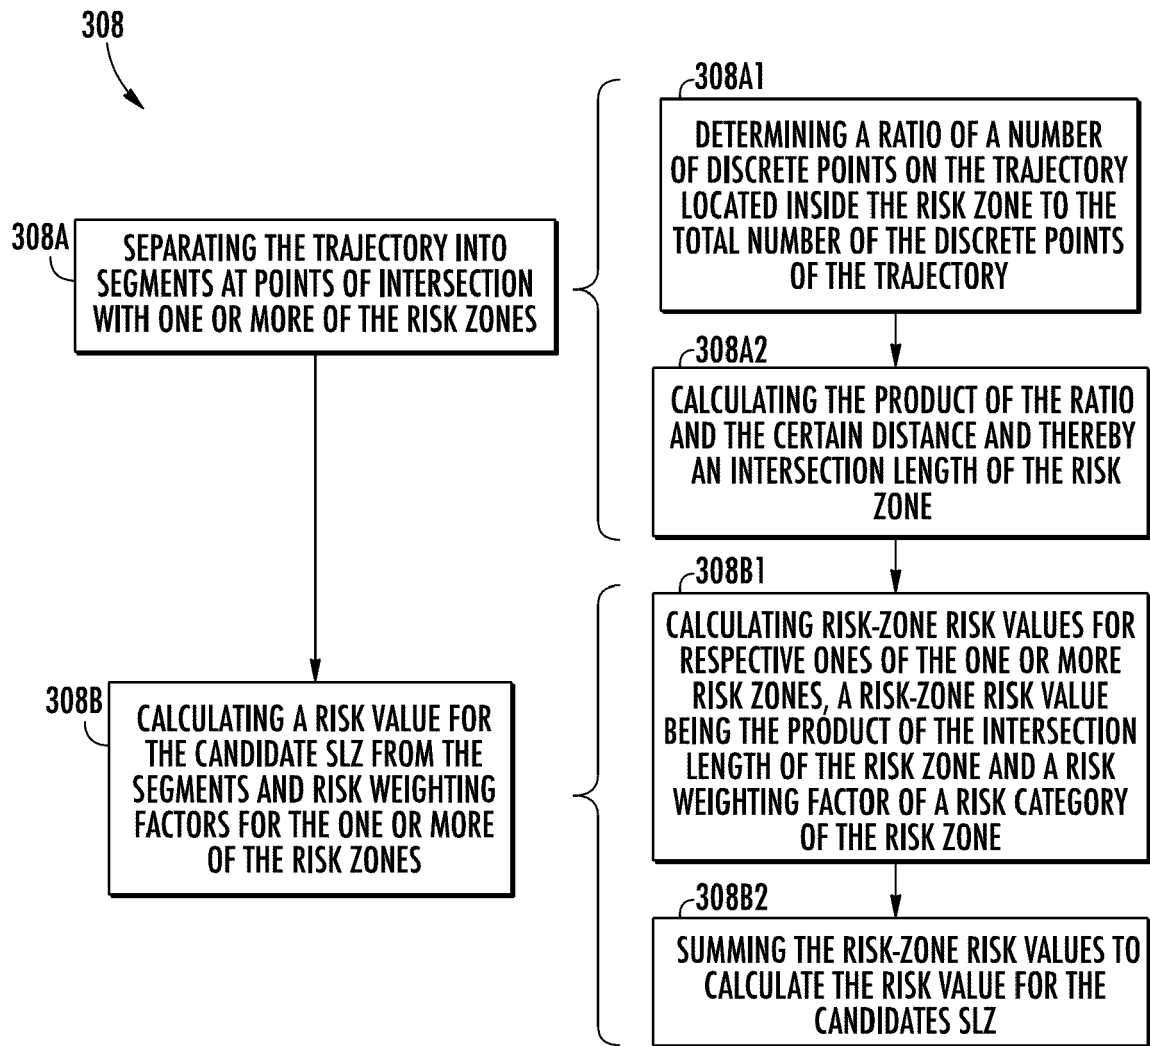 308
308A
SEPARATING THE TRAJECTORY INTO
SEGMENTS AT POINTS OF INTERSECTION
WITH ONE OR MORE OF THE RISK ZONES
308B
CALCULATING A RISK VALUE FOR
THE CANDIDATE SLZ FROM THE
SEGMENTS AND RISK WEIGHTING
FACTORS FOR THE ONE OR MORE
OF THE RISK ZONES
308A1
DETERMINING A RATIO OF A NUMBER
OF DISCRETE POINTS ON THE TRAJECTORY
LOCATED INSIDE THE RISK ZONE TO THE
TOTAL NUMBER OF THE DISCRETE POINTS
OF THE TRAJECTORY
308A2
CALCULATING THE PRODUCT OF THE RATIO
AND THE CERTAIN DISTANCE AND THEREBY
AN INTERSECTION LENGTH OF THE RISK
ZONE
308B1
CALCULATING RISK-ZONE RISK VALUES FOR
RESPECTIVE ONES OF THE ONE OR MORE
RISK ZONES, A RISK-ZONE RISK VALUE
BEING THE PRODUCT OF THE INTERSECTION
LENGTH OF THE RISK ZONE AND A RISK
WEIGHTING FACTOR OF A RISK CATEGORY
OF THE RISK ZONE
308B2
SUMMING THE RISK-ZONE RISK VALUES TO
CALCULATE THE RISK VALUE FOR THE
CANDIDATES SLZ